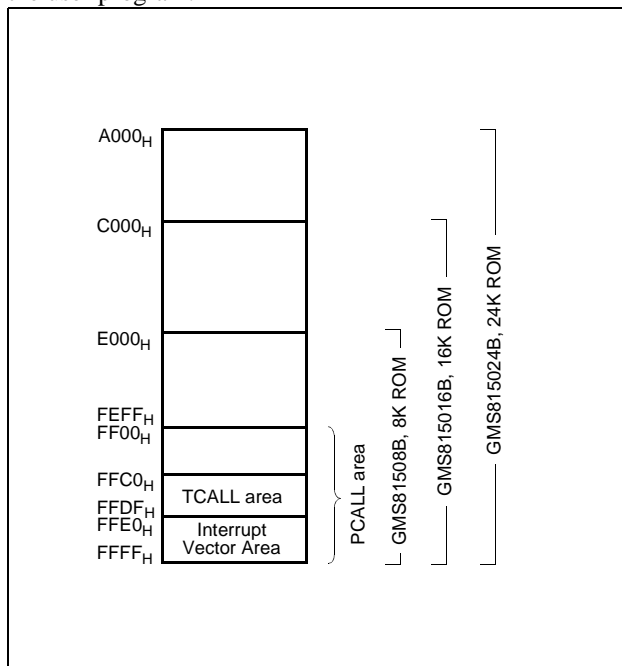 A000H
C000H
E000H
FEFFH
FF00H
FFC0H
FFDFH
FFE0H
FFFFH
TCALL area
Interrupt
Vector Area
PCALL area
GMS81508B, 8K ROM
GMS815016B, 16K ROM
GMS815024B, 24K ROM